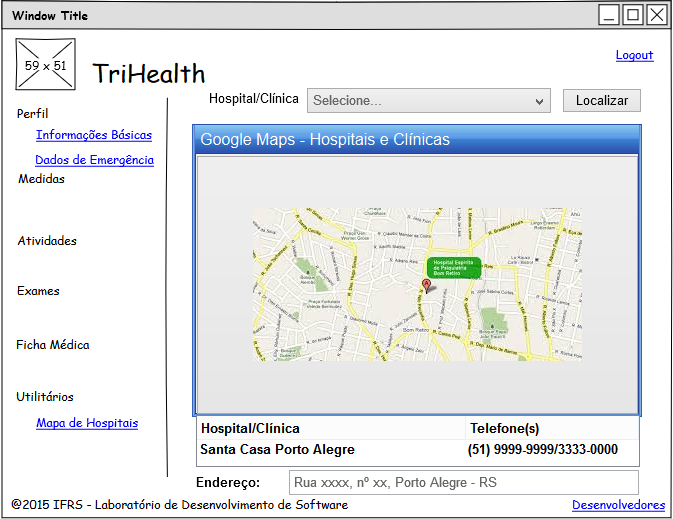 Window Title
59 x 51
TriHealth
Logout
Hospital/Clínica
Selecione...
Localizar
Perfil
Informações Básicas
Dados de Emergência
Medidas
Atividades
Exames
Ficha Médica
Utilitários
Mapa de Hospitais
Google Maps - Hospitais e Clínicas
Hospital Espírita
de Psiquiatria
Bom Retiro
A
Bom Retiro
Hospital/Clínica
Telefone(s)
Santa Casa Porto Alegre
(51) 9999-9999/3333-0000
Endereço:
Rua xxxx, nº xx, Porto Alegre - RS
©2015 IFRS - Laboratório de Desenvolvimento de Software
Desenvolvedores